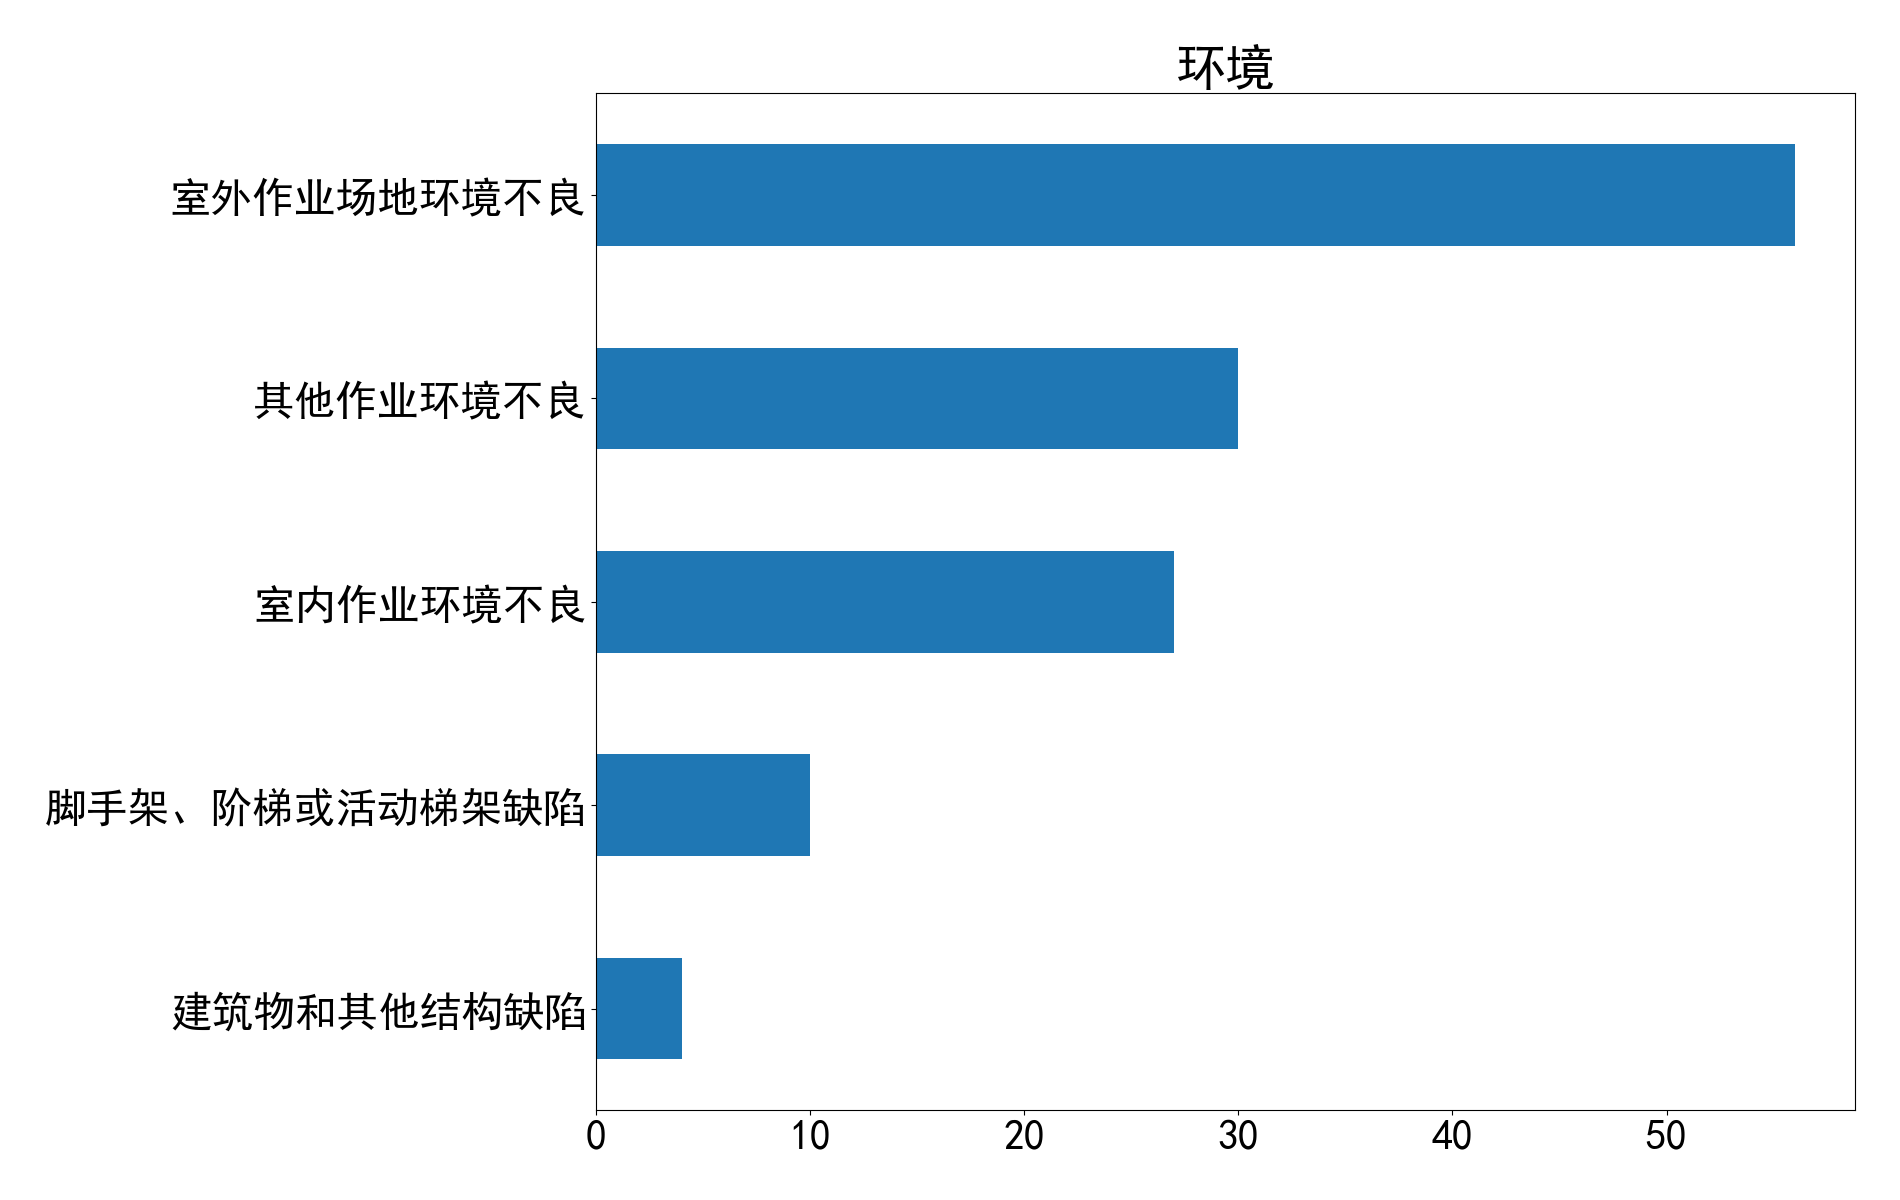 环境
室外作业场地环境不良
其他作业环境不良
室内作业环境不良
脚手架、阶梯或活动梯架缺陷
建筑物和其他结构缺陷
0 10 20 30 40 50